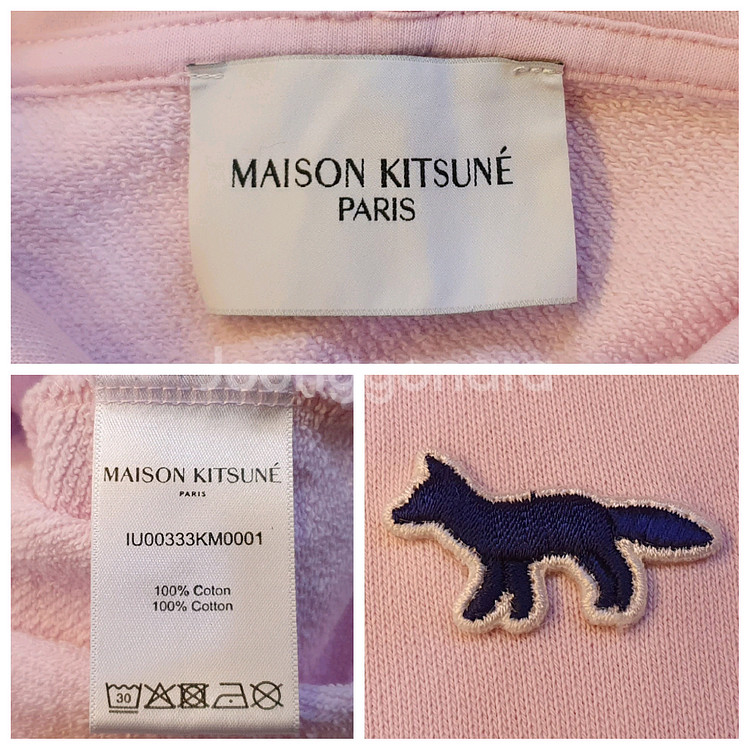 MAISON KITSUNÉ
PARIS
MAISON KITSUNÉ
PARIS
IU00333KM0001
100% Coton
100% Cotton
30